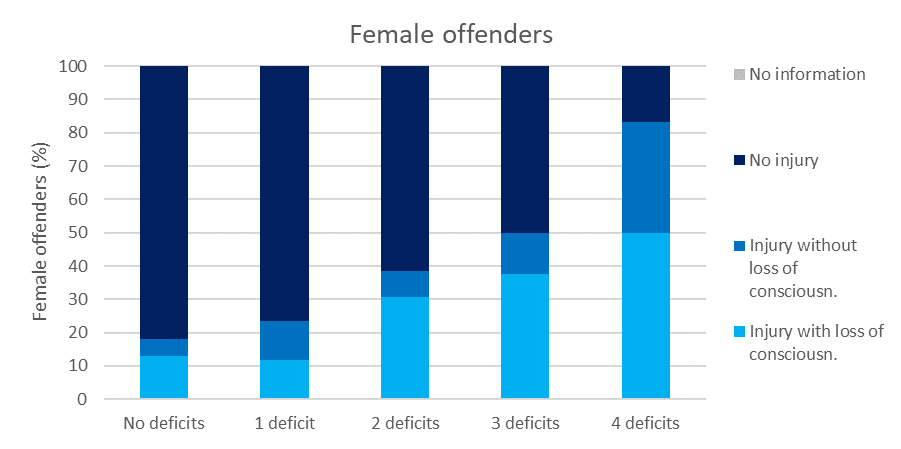 Female offenders
100
90
80
70
60
50
40
30
20
10
0
Female offenders (%)
No deficits
1 deficit
2 deficits
3 deficits
4 deficits
No information
No injury
Injury without
loss of
consciousn.
Injury with loss of
consciousn.